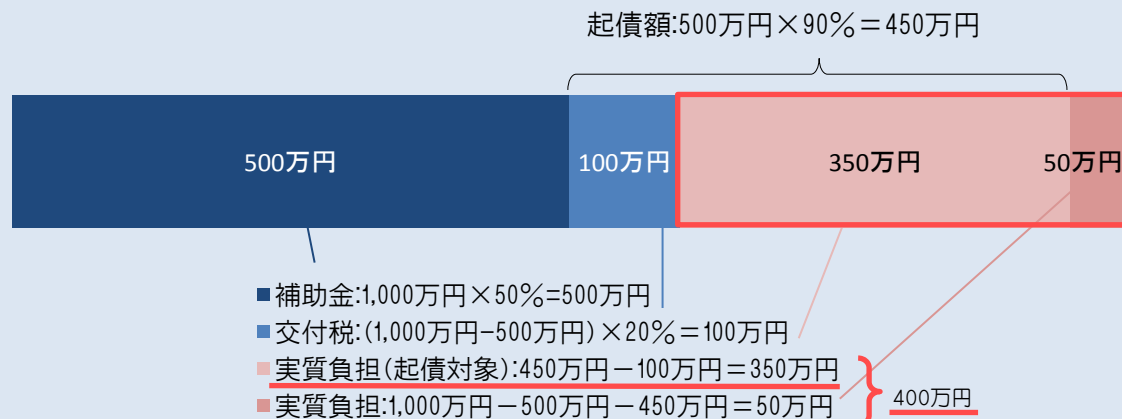 起債額:500万円×90%＝450万円
500万円
100万円
350万円
50万円
補助金:1,000万円×50%=500万円
交付税:(1,000万円−500万円)×20%＝100万円
実質負担(起債対象):450万円－100万円＝350万円
実質負担:1,000万円－500万円－450万円＝50万円
400万円